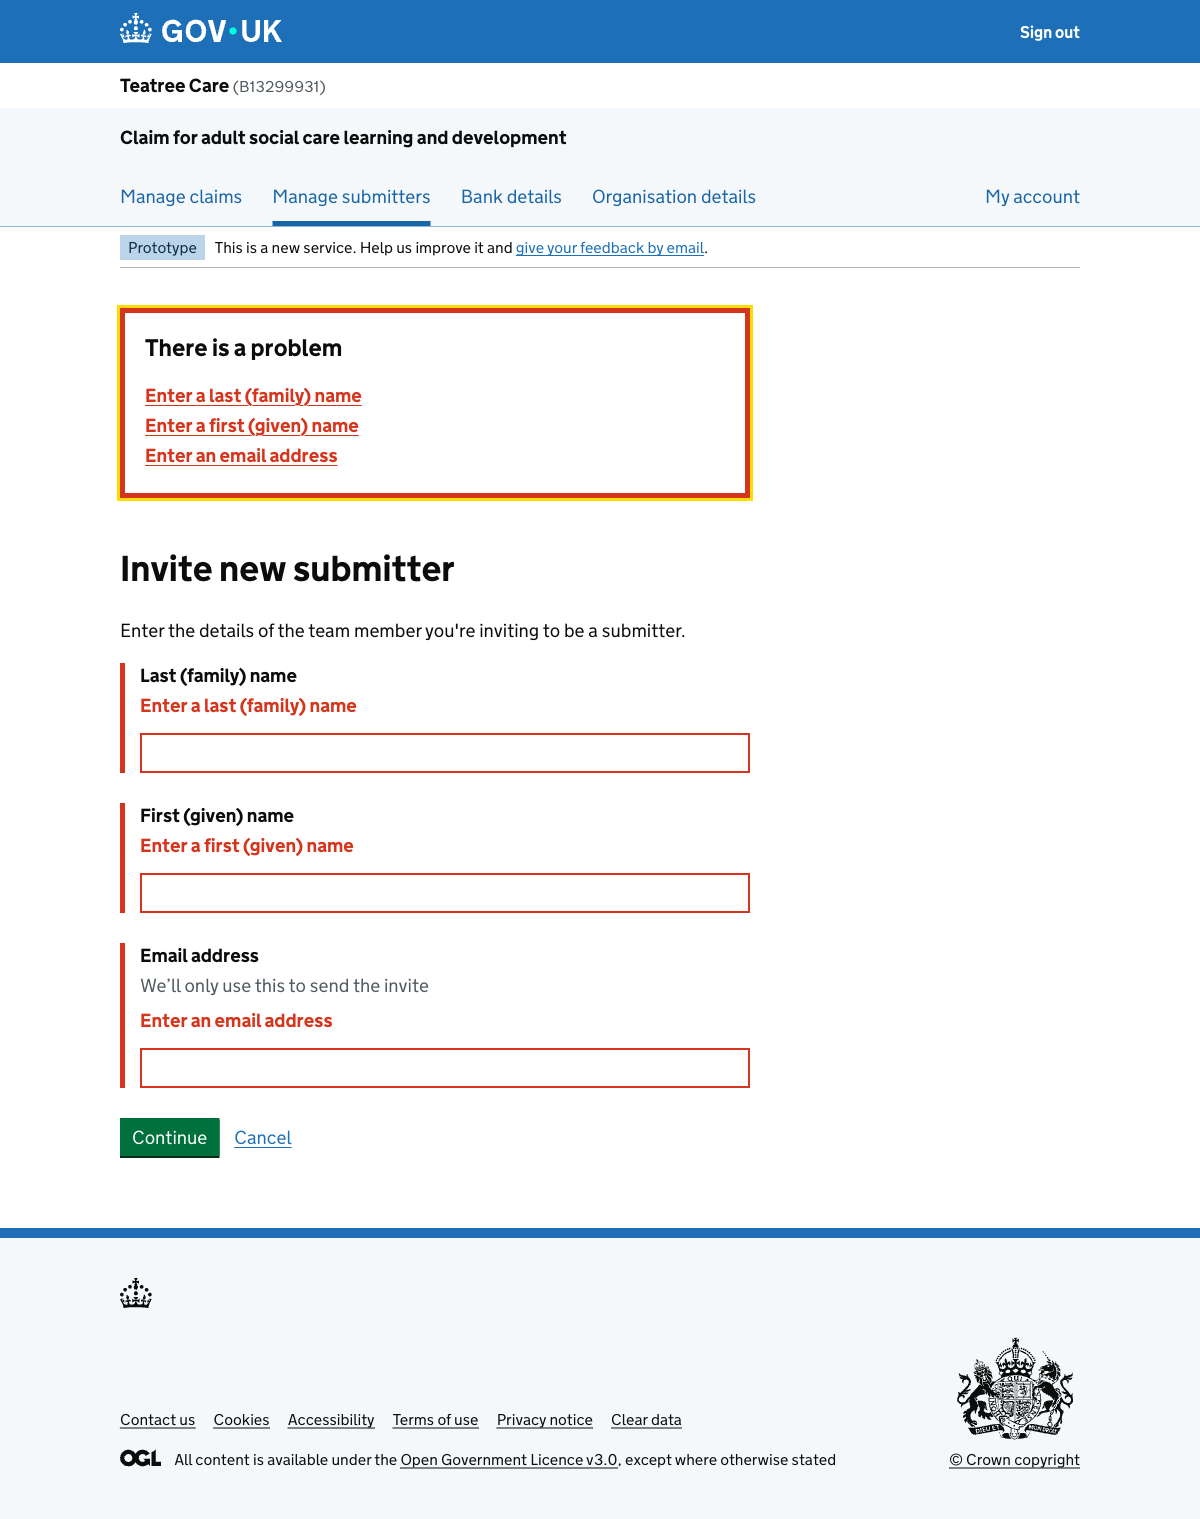 GOV·UK
Sign out
Teatree Care (B13299931)
Claim for adult social care learning and development
Manage claims Manage submitters Bank details Organisation details My account
Prototype This is a new service. Help us improve it and give your feedback by email.
There is a problem
Enter a last (family) name
Enter a first (given) name
Enter an email address
Invite new submitter
Enter the details of the team member you're inviting to be a submitter.
Last (family) name
Enter a last (family) name
First (given) name
Enter a first (given) name
Email address
We’ll only use this to send the invite
Enter an email address
Continue Cancel
Contact us Cookies Accessibility Terms of use Privacy notice Clear data
OGL All content is available under the Open Government Licence v3.0, except where otherwise stated
© Crown copyright